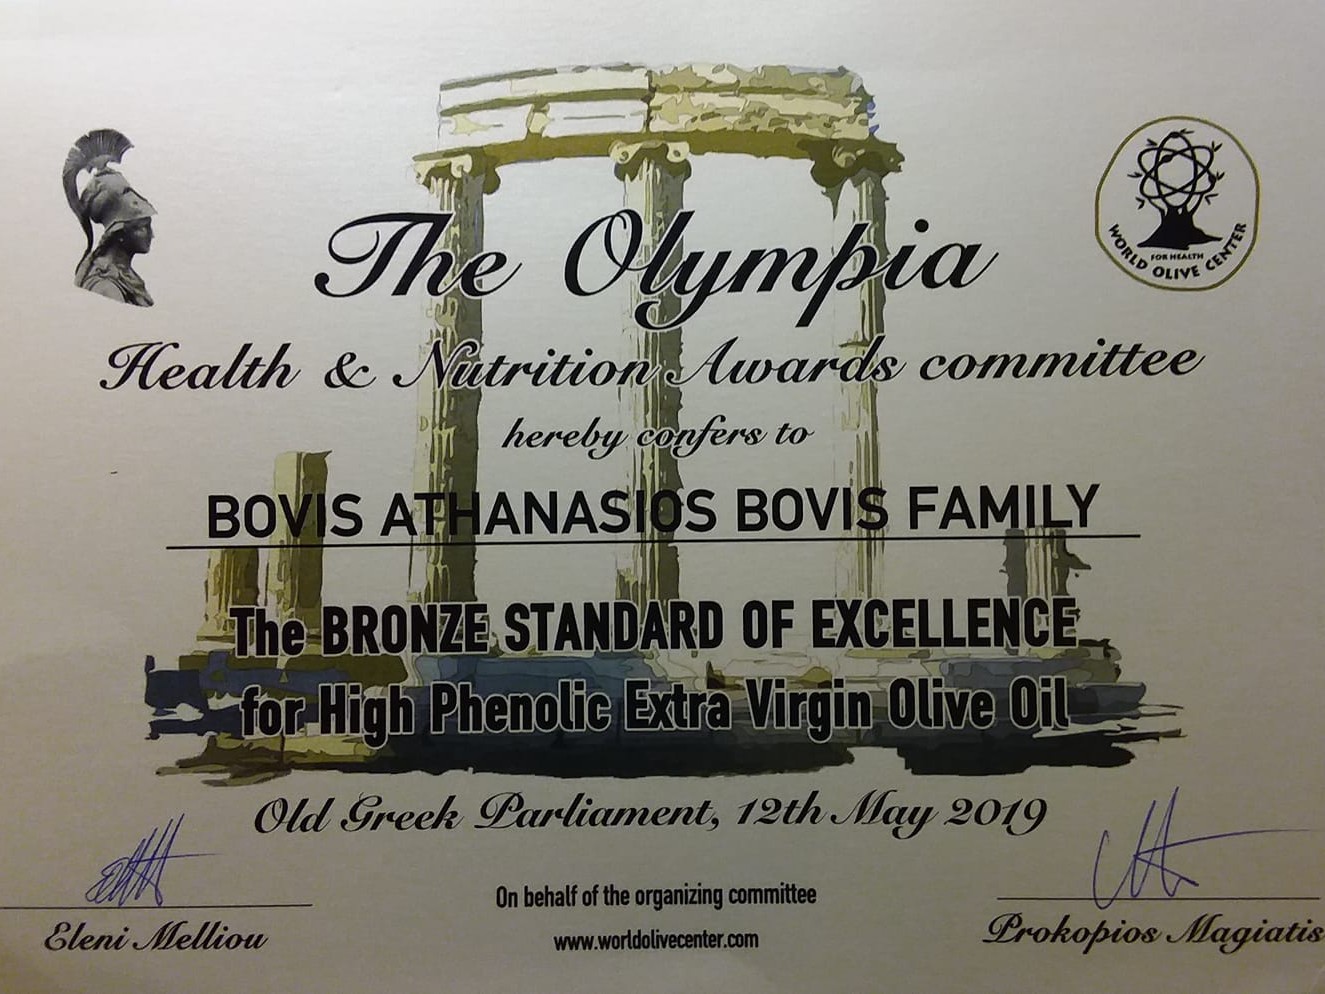 The Olympia
WORLD OLIVE CENTER
FOR HEALTH
Health & Nutrition Awards committee
hereby confers to
BOVIS ATHANASIOS BOVIS FAMILY
The BRONZE STANDARD OF EXCELLENCE
for High Phenolic Extra Virgin Olive Oil
Old Greek Parliament, 12th May 2019
On behalf of the organizing committee
Eleni Melliou
www.worldolivecenter.com
Prokopios Magiatis